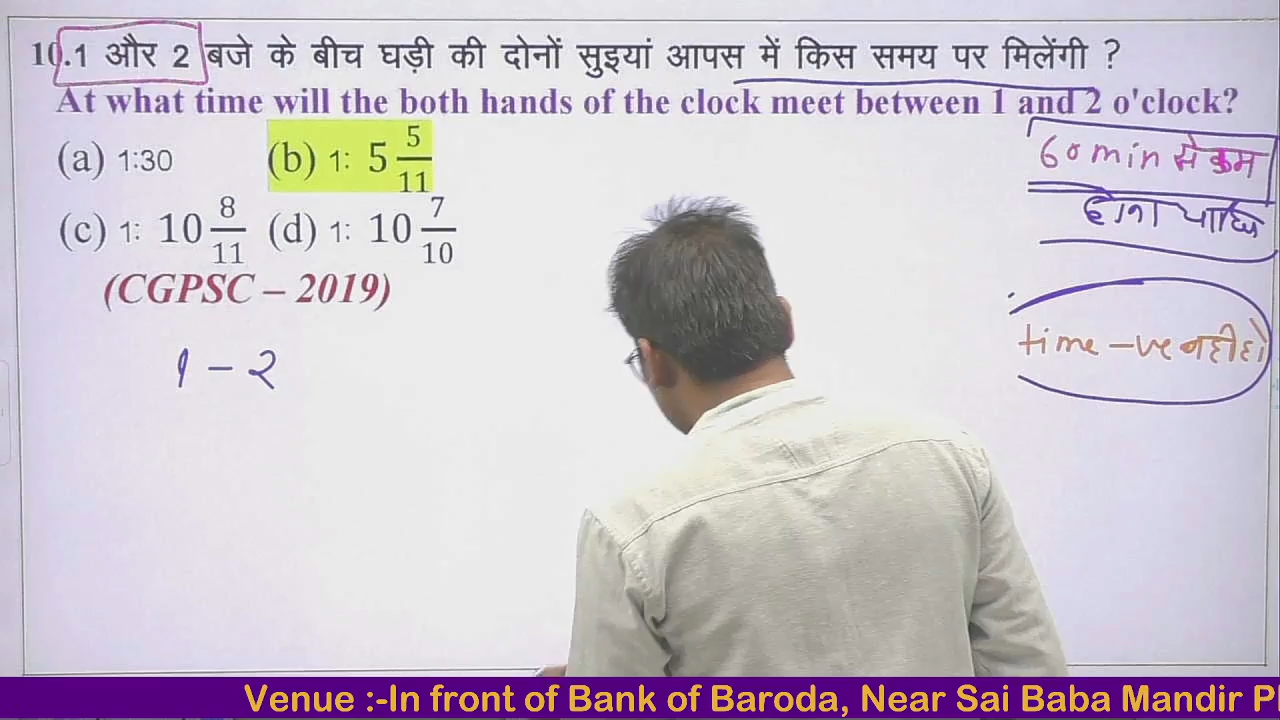 10.1 और 2 बजे के बीच घड़ी की दोनों सुइयां आपस में किस समय पर मिलेंगी ?
At what time will the both hands of the clock meet between 1 and 2 o'clock?
(a) 1:30 (b) 1: 5 5/11
(c) 1: 10 8/11 (d) 1: 10 7/10
(CGPSC – 2019)
1 – 2
60 min से कम
होना चाहि
time –ve नही हो
Venue :-In front of Bank of Baroda, Near Sai Baba Mandir